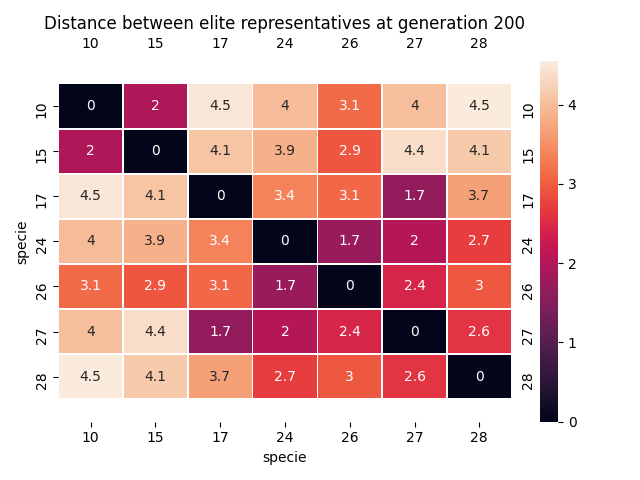 Distance between elite representatives at generation 200
10 15 17 24 26 27 28
10 0 2 4.5 4 3.1 4 4.5 10
15 2 0 4.1 3.9 2.9 4.4 4.1 15
17 4.5 4.1 0 3.4 3.1 1.7 3.7 17
24 4 3.9 3.4 0 1.7 2 2.7 24
26 3.1 2.9 3.1 1.7 0 2.4 3 26
27 4 4.4 1.7 2 2.4 0 2.6 27
28 4.5 4.1 3.7 2.7 3 2.6 0 28
10 15 17 24 26 27 28
specie
specie
4
3
2
1
0